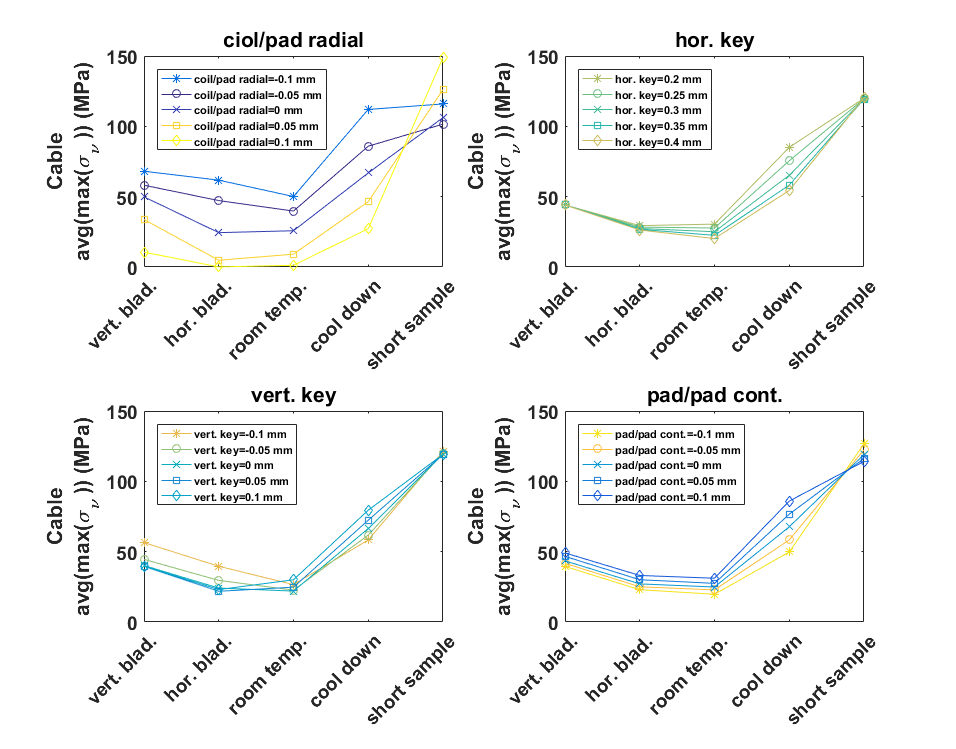 ciol/pad radial
150
100
50
0
Cable
avg(max(σν)) (MPa)
coil/pad radial=-0.1 mm
coil/pad radial=-0.05 mm
coil/pad radial=0 mm
coil/pad radial=0.05 mm
coil/pad radial=0.1 mm
vert. blad.
hor. blad.
room temp.
cool down
short sample
hor. key
150
100
50
0
Cable
avg(max(σν)) (MPa)
hor. key=0.2 mm
hor. key=0.25 mm
hor. key=0.3 mm
hor. key=0.35 mm
hor. key=0.4 mm
vert. blad.
hor. blad.
room temp.
cool down
short sample
vert. key
150
100
50
0
Cable
avg(max(σν)) (MPa)
vert. key=-0.1 mm
vert. key=-0.05 mm
vert. key=0 mm
vert. key=0.05 mm
vert. key=0.1 mm
vert. blad.
hor. blad.
room temp.
cool down
short sample
pad/pad cont.
150
100
50
0
Cable
avg(max(σν)) (MPa)
pad/pad cont.=-0.1 mm
pad/pad cont.=-0.05 mm
pad/pad cont.=0 mm
pad/pad cont.=0.05 mm
pad/pad cont.=0.1 mm
vert. blad.
hor. blad.
room temp.
cool down
short sample